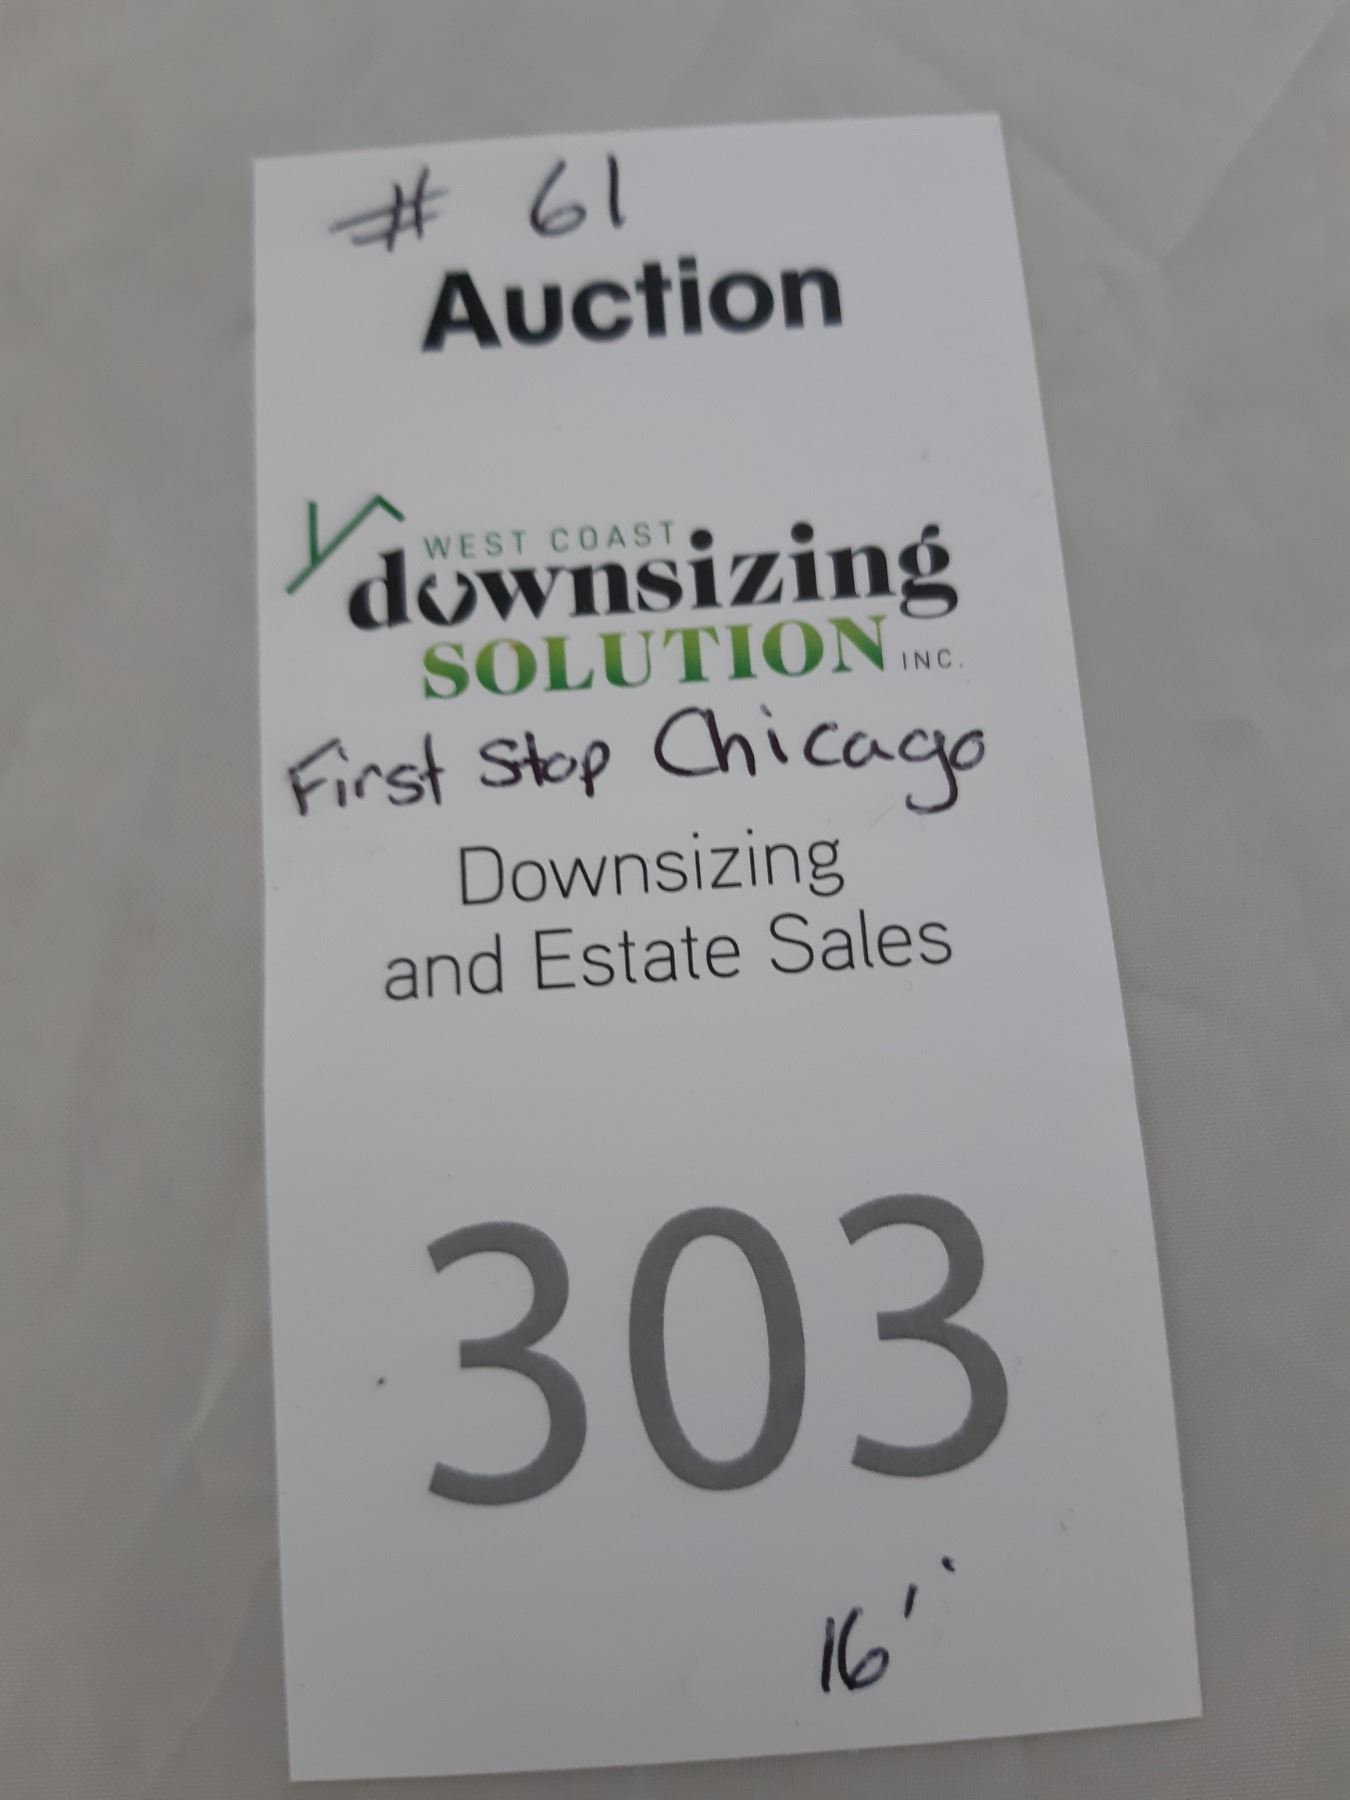 # 61
Auction
WEST COAST
downsizing
SOLUTION INC.
First Stop Chicago
Downsizing
and Estate Sales
303
16'